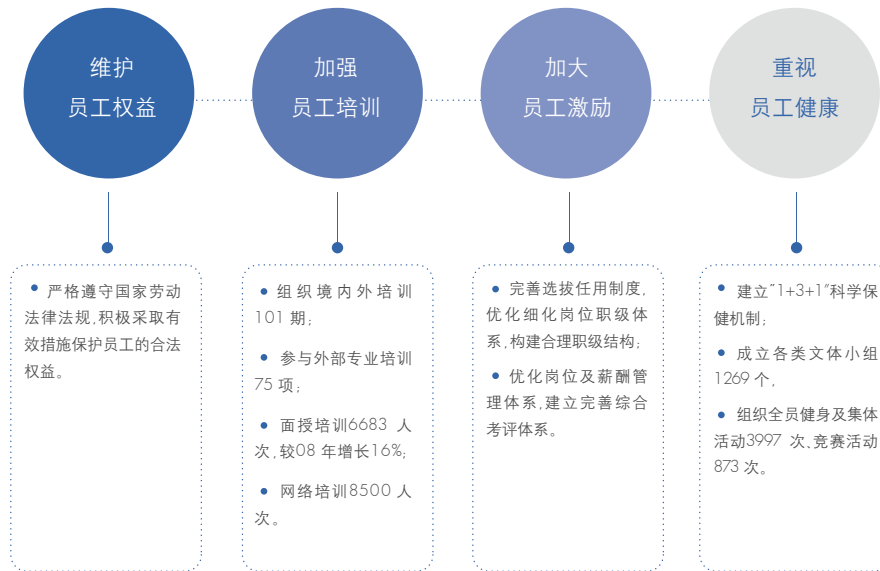 维护
员工权益
加强
员工培训
加大
员工激励
重视
员工健康
• 严格遵守国家劳动
法律法规,积极采取有
效措施保护员工的合法
权益。
• 组织境内外培训
101 期;
• 参与外部专业培训
75 项;
• 面授培训6683 人
次,较08 年增长16%;
• 网络培训8500 人
次。
• 完善选拔任用制度,
优化细化岗位职级体
系,构建合理职级结构;
• 优化岗位及薪酬管
理体系,建立完善综合
考评体系。
• 建立"1+3+1"科学保
健机制;
• 成立各类文体小组
1269 个,
• 组织全员健身及集体
活动3997 次、竞赛活动
873 次。